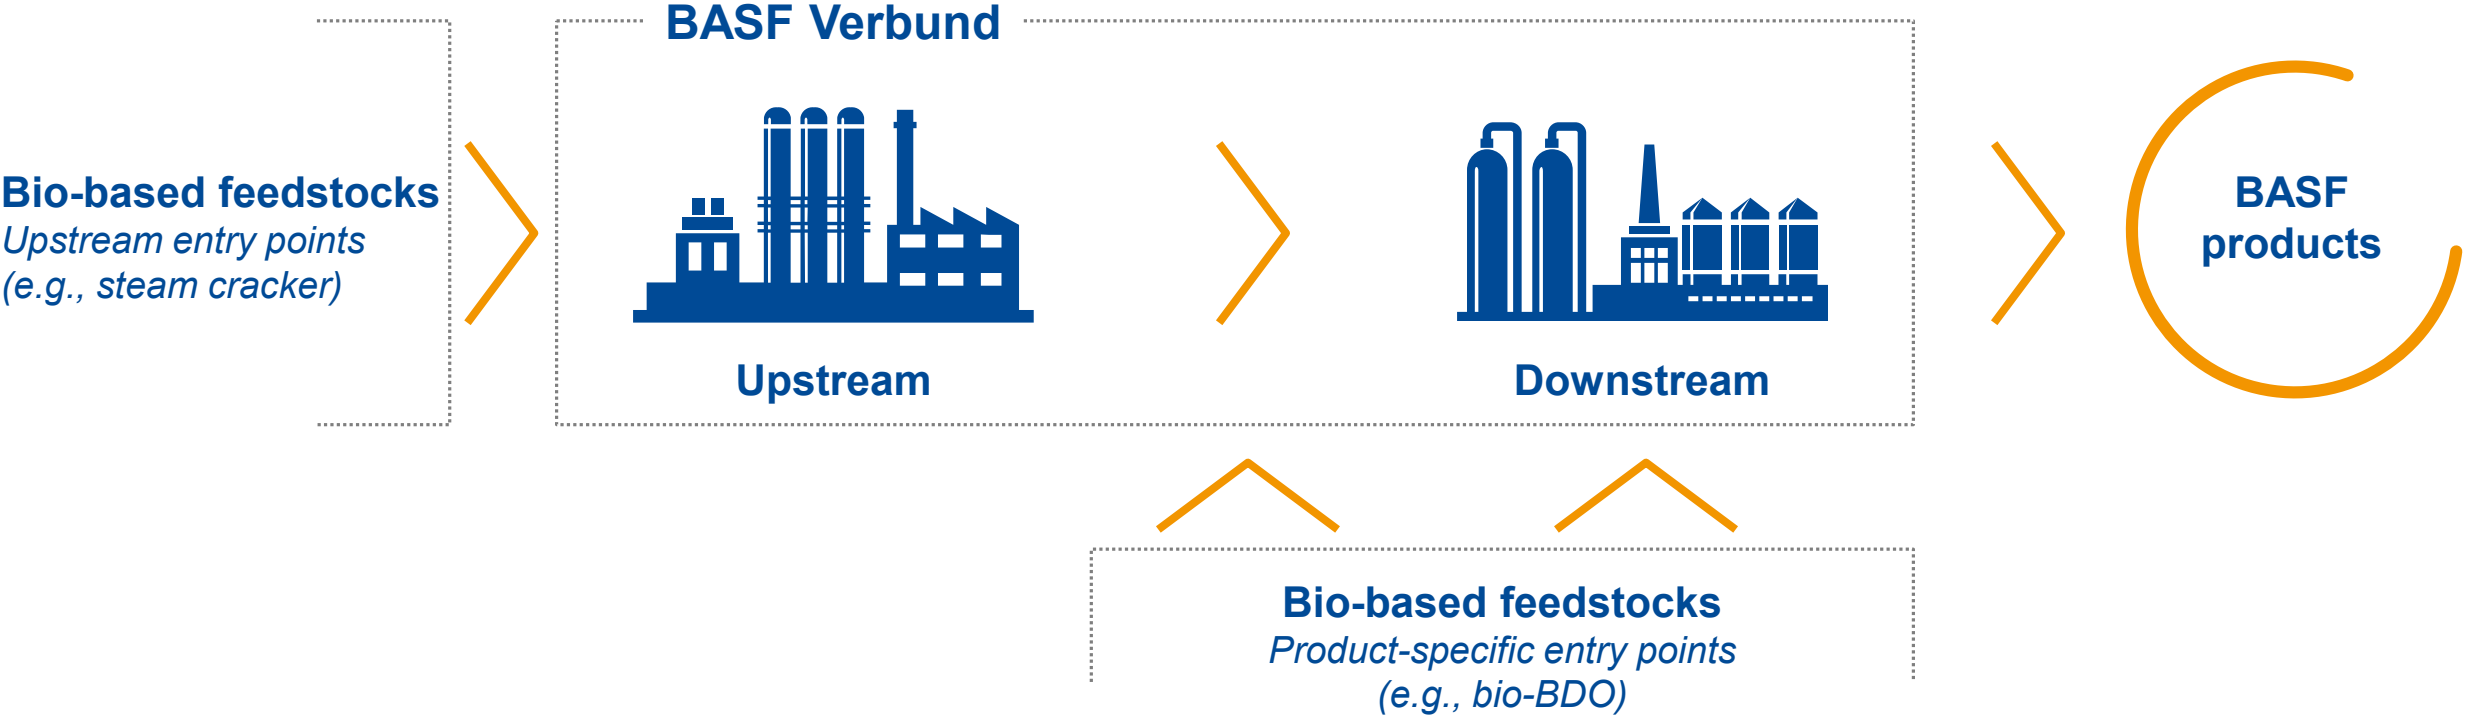 BASF Verbund
Bio-based feedstocks
Upstream entry points
(e.g., steam cracker)
Upstream
Downstream
BASF
products
Bio-based feedstocks
Product-specific entry points
(e.g., bio-BDO)